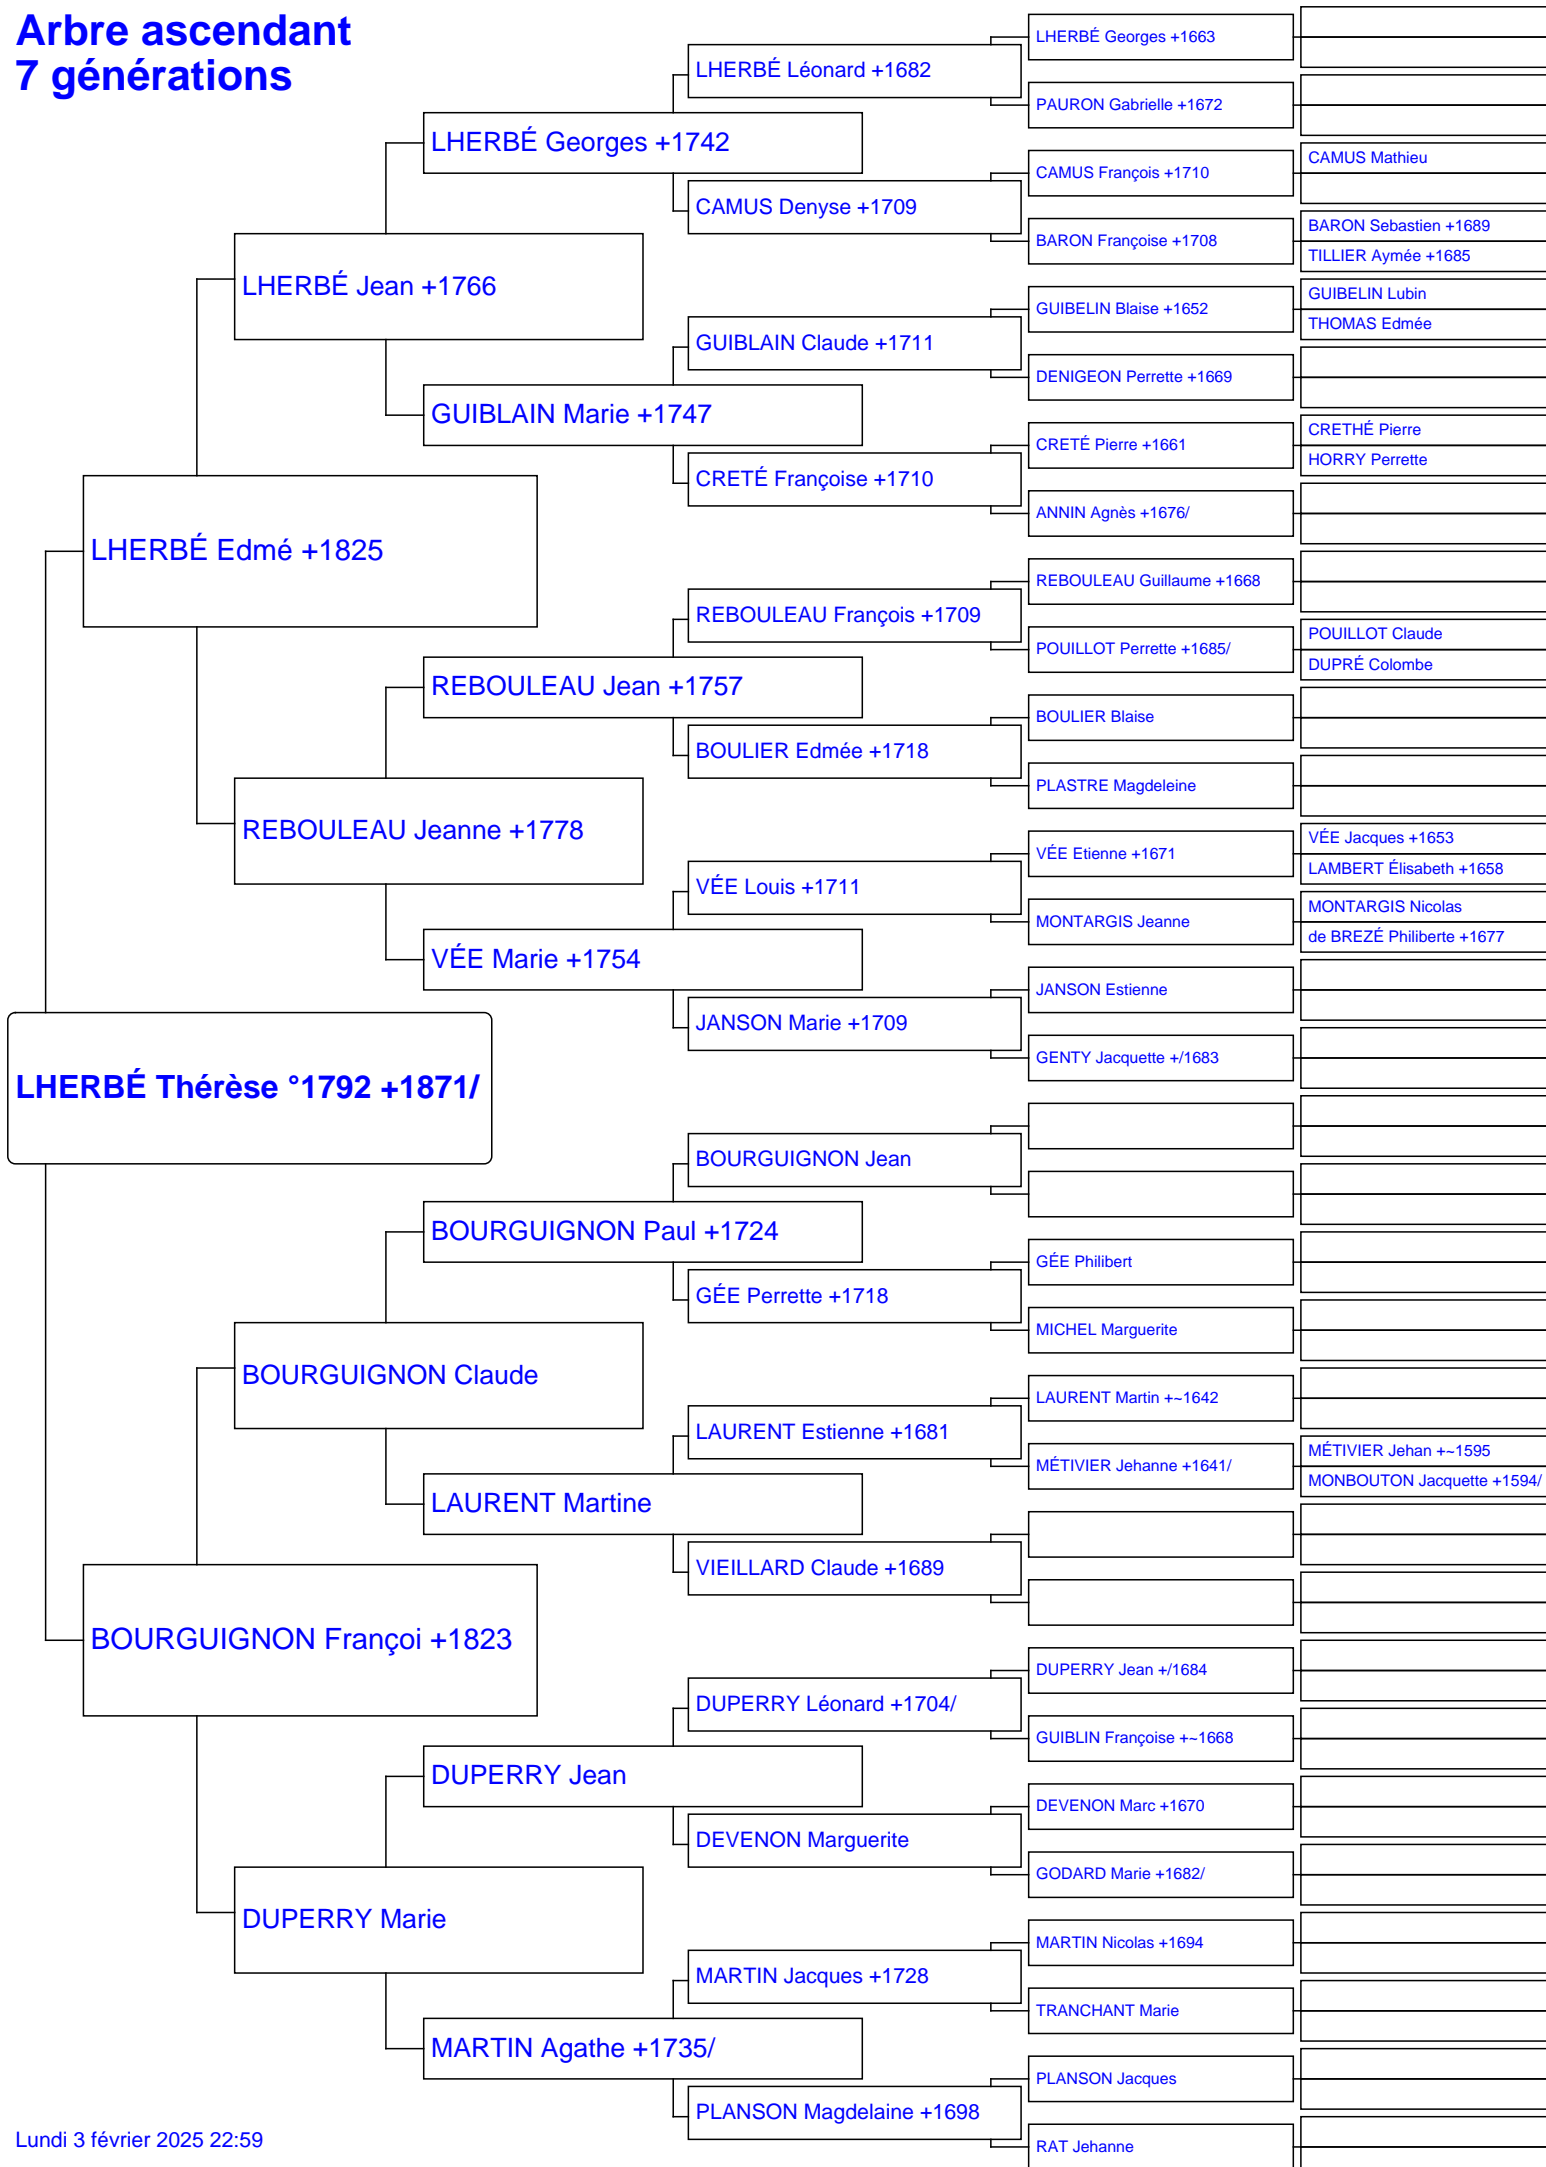 Arbre ascendant
7 générations
LHERBÉ Thérèse °1792 +1871/
LHERBÉ Edmé +1825
BOURGUIGNON Françoi +1823
LHERBÉ Jean +1766
REBOULEAU Jeanne +1778
BOURGUIGNON Claude
DUPERRY Marie
LHERBÉ Georges +1742
GUIBLAIN Marie +1747
REBOULEAU Jean +1757
VÉE Marie +1754
BOURGUIGNON Paul +1724
LAURENT Martine
DUPERRY Jean
MARTIN Agathe +1735/
LHERBÉ Léonard +1682
CAMUS Denyse +1709
GUIBLAIN Claude +1711
CRETÉ Françoise +1710
REBOULEAU François +1709
BOULIER Edmée +1718
VÉE Louis +1711
JANSON Marie +1709
BOURGUIGNON Jean
GÉE Perrette +1718
LAURENT Estienne +1681
VIEILLARD Claude +1689
DUPERRY Léonard +1704/
DEVENON Marguerite
MARTIN Jacques +1728
PLANSON Magdelaine +1698
LHERBÉ Georges +1663
PAURON Gabrielle +1672
CAMUS François +1710
BARON Françoise +1708
GUIBELIN Blaise +1652
DENIGEON Perrette +1669
CRETÉ Pierre +1661
ANNIN Agnès +1676/
REBOULEAU Guillaume +1668
POUILLOT Perrette +1685/
BOULIER Blaise
PLASTRE Magdeleine
VÉE Etienne +1671
MONTARGIS Jeanne
JANSON Estienne
GENTY Jacquette +/1683
GÉE Philibert
MICHEL Marguerite
LAURENT Martin +~1642
MÉTIVIER Jehanne +1641/
DUPERRY Jean +/1684
GUIBLIN Françoise +~1668
DEVENON Marc +1670
GODARD Marie +1682/
MARTIN Nicolas +1694
TRANCHANT Marie
PLANSON Jacques
RAT Jehanne
CAMUS Mathieu
BARON Sebastien +1689
TILLIER Aymée +1685
GUIBELIN Lubin
THOMAS Edmée
CRETHÉ Pierre
HORRY Perrette
POUILLOT Claude
DUPRÉ Colombe
VÉE Jacques +1653
LAMBERT Élisabeth +1658
MONTARGIS Nicolas
de BREZÉ Philiberte +1677
MÉTIVIER Jehan +~1595
MONBOUTON Jacquette +1594/
Lundi 3 février 2025 22:59